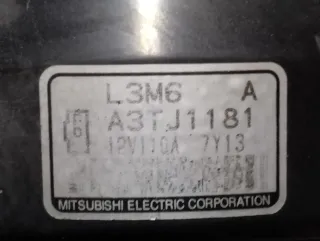 L3M6 A
A3TJ1181
12V110A 7Y13
MITSUBISHI ELECTRIC CORPORATION